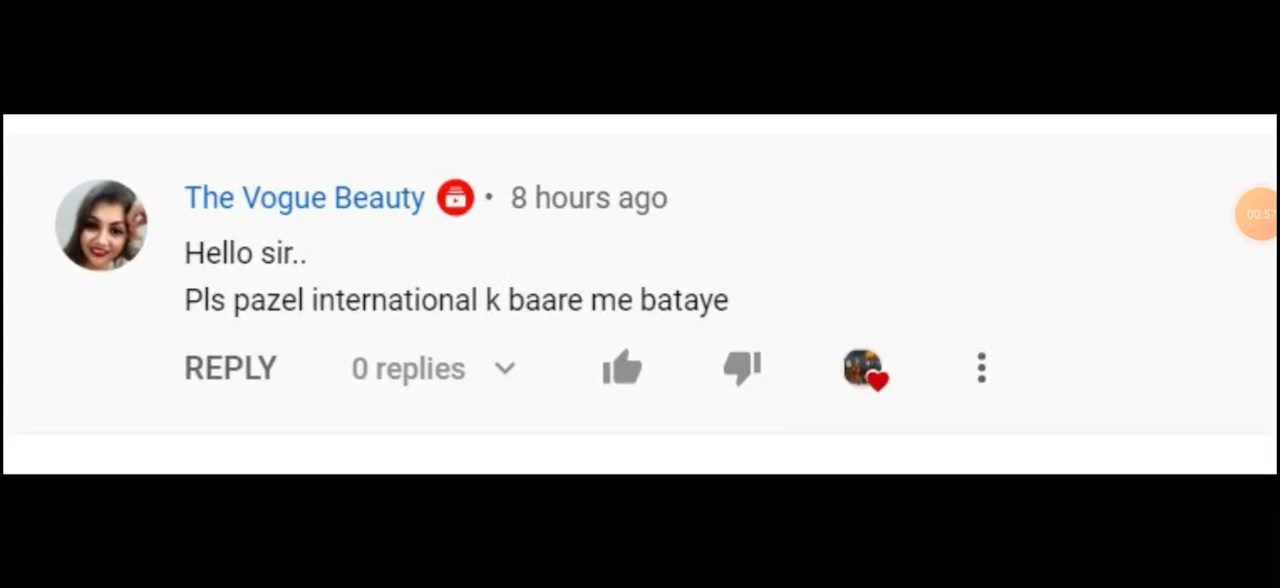 The Vogue Beauty • 8 hours ago
Hello sir..
Pls pazel international k baare me bataye
REPLY 0 replies